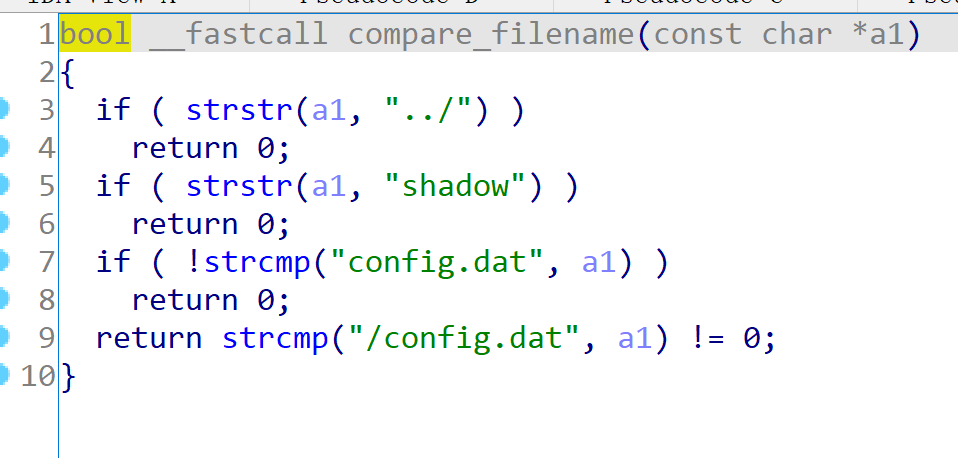 1 bool __fastcall compare_filename(const char *a1)
2 {
3   if ( strstr(a1, "../") )
4     return 0;
5   if ( strstr(a1, "shadow") )
6     return 0;
7   if ( !strcmp("config.dat", a1) )
8     return 0;
9   return strcmp("/config.dat", a1) != 0;
10 }